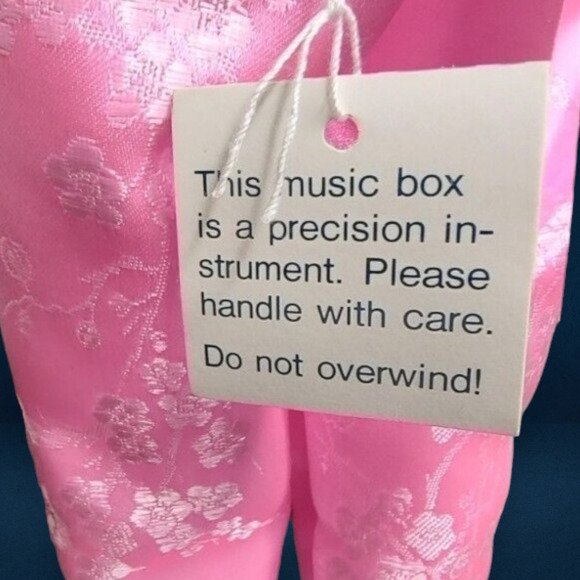 This music box
is a precision in-
strument. Please
handle with care.
Do not overwind!